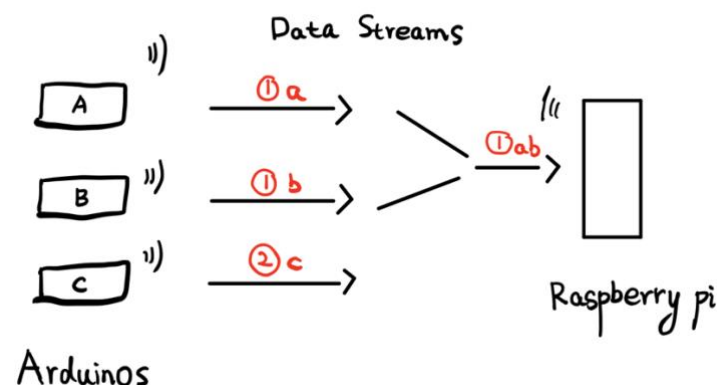 Data Streams
A
①a
①ab
B
①b
C
②c
Raspberry pi
Arduinos